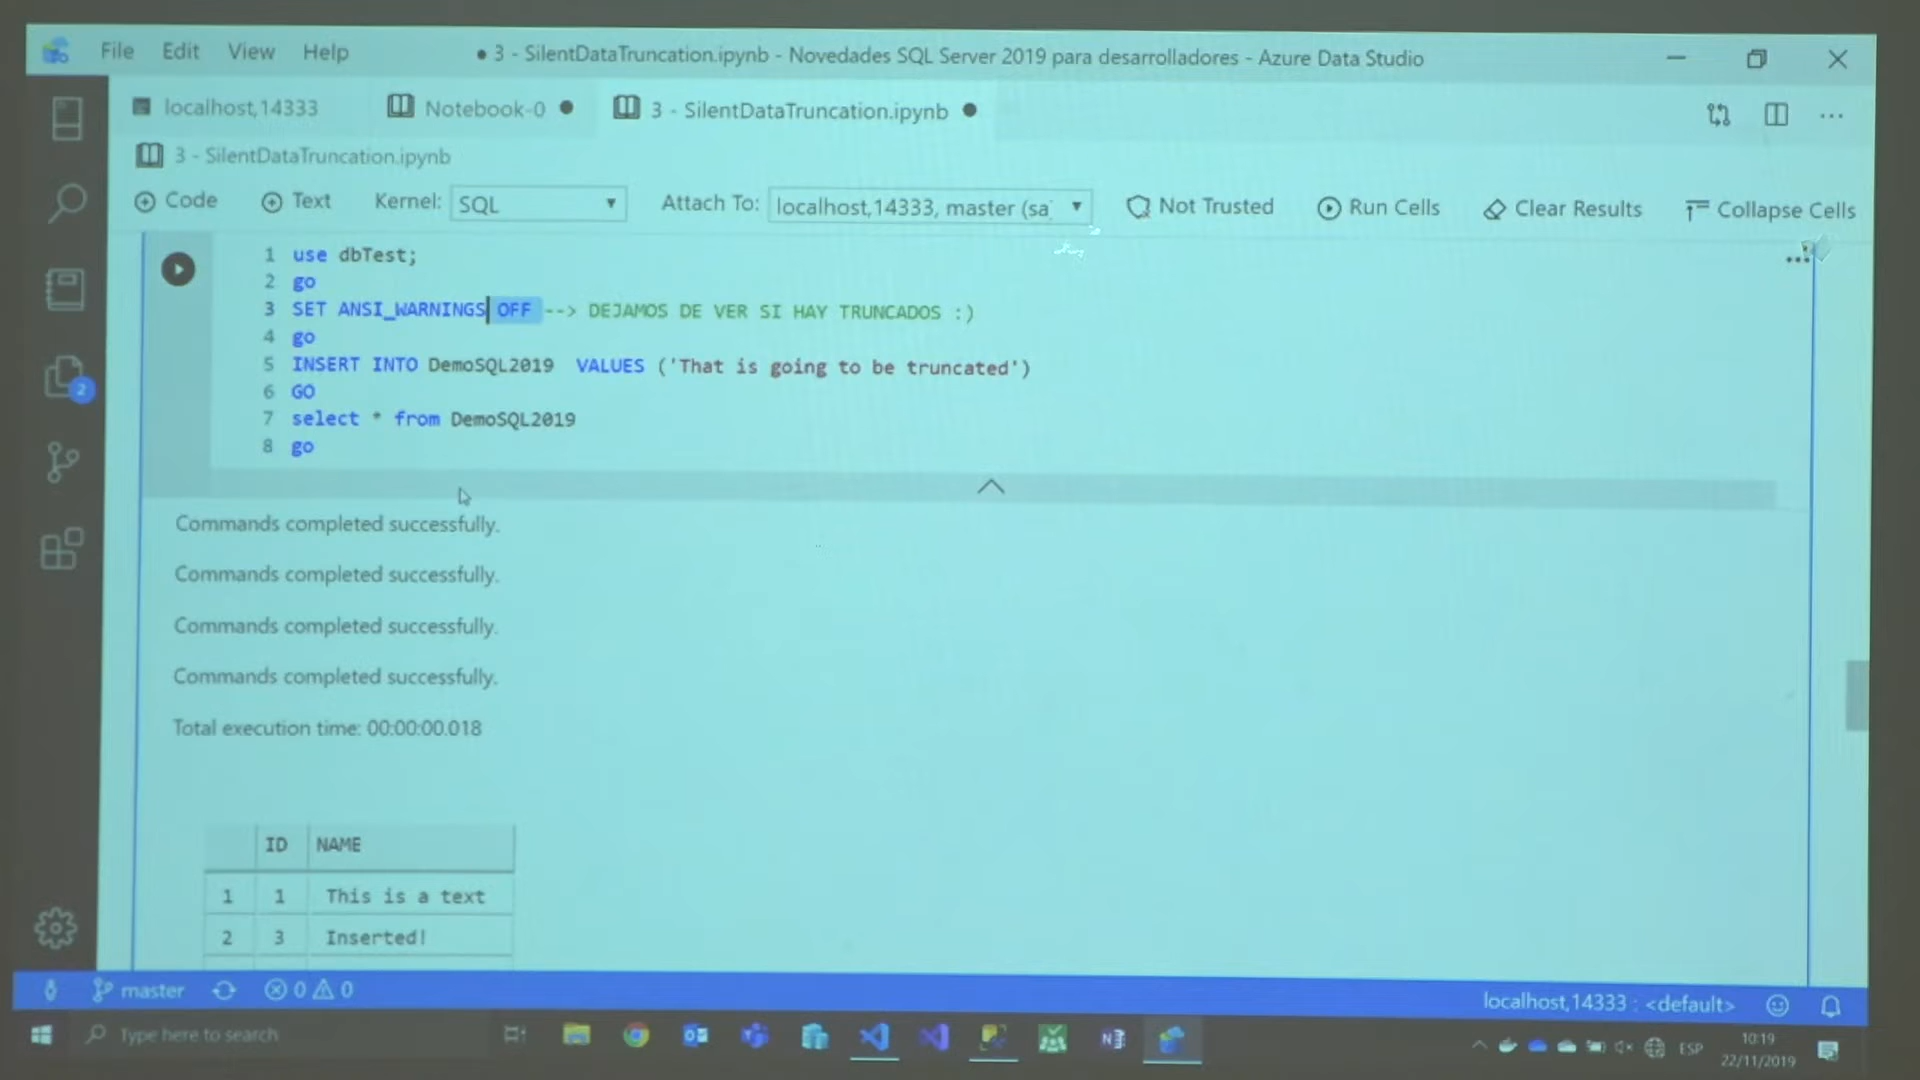 File Edit View Help ● 3 - SilentDataTruncation.ipynb - Novedades SQL Server 2019 para desarrolladores - Azure Data Studio
localhost,14333 Notebook-0 ● 3 - SilentDataTruncation.ipynb ●
3 - SilentDataTruncation.ipynb
Code Text Kernel: SQL Attach To: localhost,14333, master (sa) Not Trusted Run Cells Clear Results Collapse Cells
1 use dbTest;
2 go
3 SET ANSI_WARNINGS OFF --> DEJAMOS DE VER SI HAY TRUNCADOS :)
4 go
5 INSERT INTO DemoSQL2019 VALUES ('That is going to be truncated')
6 GO
7 select * from DemoSQL2019
8 go
2
Commands completed successfully.
Commands completed successfully.
Commands completed successfully.
Commands completed successfully.
Total execution time: 00:00:00.018
ID NAME
1 1 This is a text
2 3 Inserted!
master 0 0 localhost,14333 : <default>
Type here to search ESP 10:19
22/11/2019